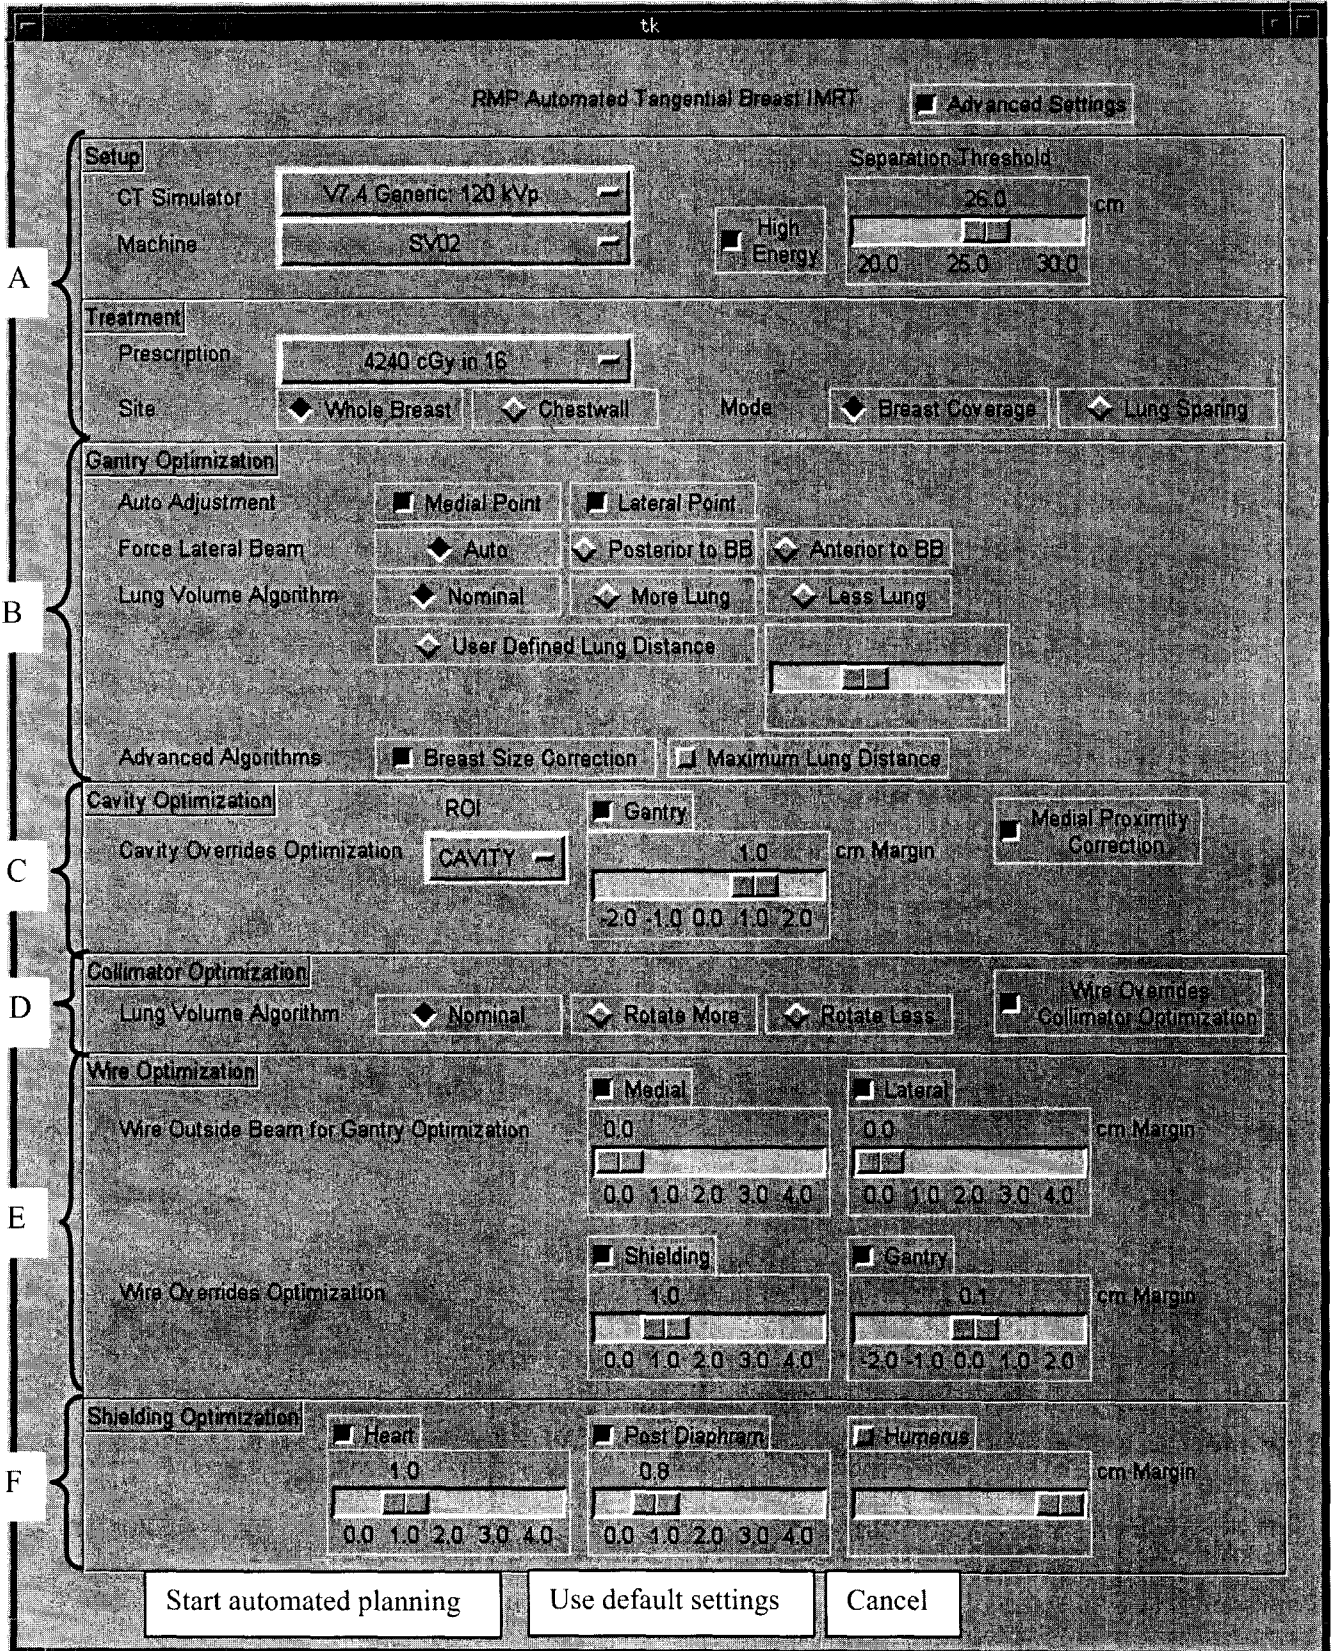 tk
RMP Automated Tangential Breast IMRT
Advanced Settings
A
Setup
CT Simulator
V7.4 Generic: 120 kVp
Machine
SV02
High
Energy
Separation Threshold
26.0
cm
20.0 25.0 30.0
Treatment
Prescription
4240 cGy in 16
Site
Whole Breast
Chestwall
Mode
Breast Coverage
Lung Sparing
B
Gantry Optimization
Auto Adjustment
Medial Point
Lateral Point
Force Lateral Beam
Auto
Posterior to BB
Anterior to BB
Lung Volume Algorithm
Nominal
More Lung
Less Lung
User Defined Lung Distance
Advanced Algorithms
Breast Size Correction
Maximum Lung Distance
C
Cavity Optimization
ROI
Cavity Overrides Optimization
CAVITY
Gantry
1.0
cm Margin
-2.0 -1.0 0.0 1.0 2.0
Medial Proximity
Correction
D
Collimator Optimization
Lung Volume Algorithm
Nominal
Rotate More
Rotate Less
Wire Overrides
Collimator Optimization
E
Wire Optimization
Wire Outside Beam for Gantry Optimization
Medial
0.0
0.0 1.0 2.0 3.0 4.0
Lateral
0.0
cm Margin
0.0 1.0 2.0 3.0 4.0
Wire Overrides Optimization
Shielding
1.0
0.0 1.0 2.0 3.0 4.0
Gantry
0.1
cm Margin
-2.0 -1.0 0.0 1.0 2.0
F
Shielding Optimization
Heart
1.0
0.0 1.0 2.0 3.0 4.0
Post Diaphram
0.8
0.0 1.0 2.0 3.0 4.0
Humerus
cm Margin
Start automated planning
Use default settings
Cancel